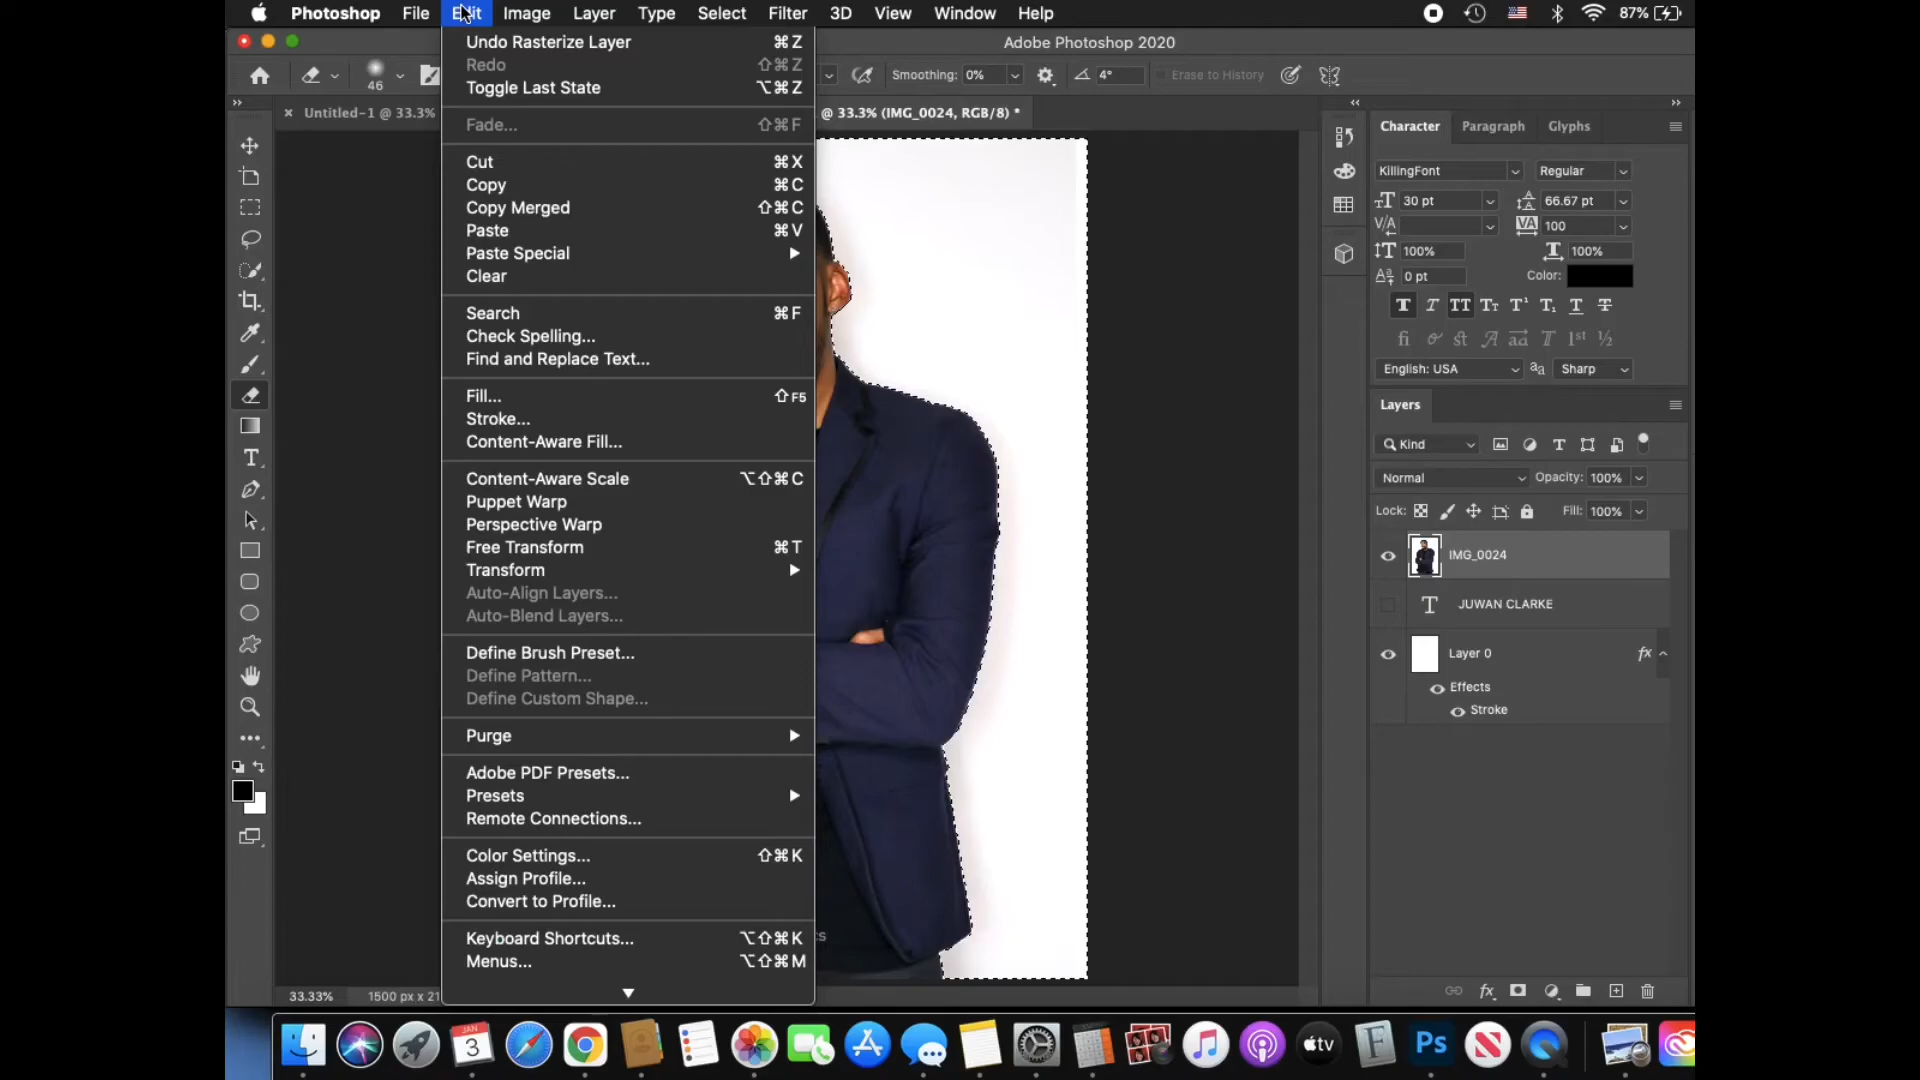 Photoshop File Edit Image Layer Type Select Filter 3D View Window Help 87%
Adobe Photoshop 2020
46 Smoothing: 0% 4° Erase to History
Untitled-1 @ 33.3% @ 33.3% (IMG_0024, RGB/8) *
Undo Rasterize Layer ⌘Z
Redo ⇧⌘Z
Toggle Last State ⌥⌘Z
Fade... ⇧⌘F
Cut ⌘X
Copy ⌘C
Copy Merged ⇧⌘C
Paste ⌘V
Paste Special
Clear
Search ⌘F
Check Spelling...
Find and Replace Text...
Fill... ⇧F5
Stroke...
Content-Aware Fill...
Content-Aware Scale ⌥⇧⌘C
Puppet Warp
Perspective Warp
Free Transform ⌘T
Transform
Auto-Align Layers...
Auto-Blend Layers...
Define Brush Preset...
Define Pattern...
Define Custom Shape...
Purge
Adobe PDF Presets...
Presets
Remote Connections...
Color Settings... ⇧⌘K
Assign Profile...
Convert to Profile...
Keyboard Shortcuts... ⌥⇧⌘K
Menus... ⌥⇧⌘M
Character Paragraph Glyphs
KillingFont Regular
30 pt 66.67 pt
100
100% 100%
0 pt Color:
English: USA Sharp
Layers
Kind
Normal Opacity: 100%
Lock: Fill: 100%
IMG_0024
JUWAN CLARKE
Layer 0 fx
Effects
Stroke
33.33% 1500 px x 21
JAN
3
tv
Ps